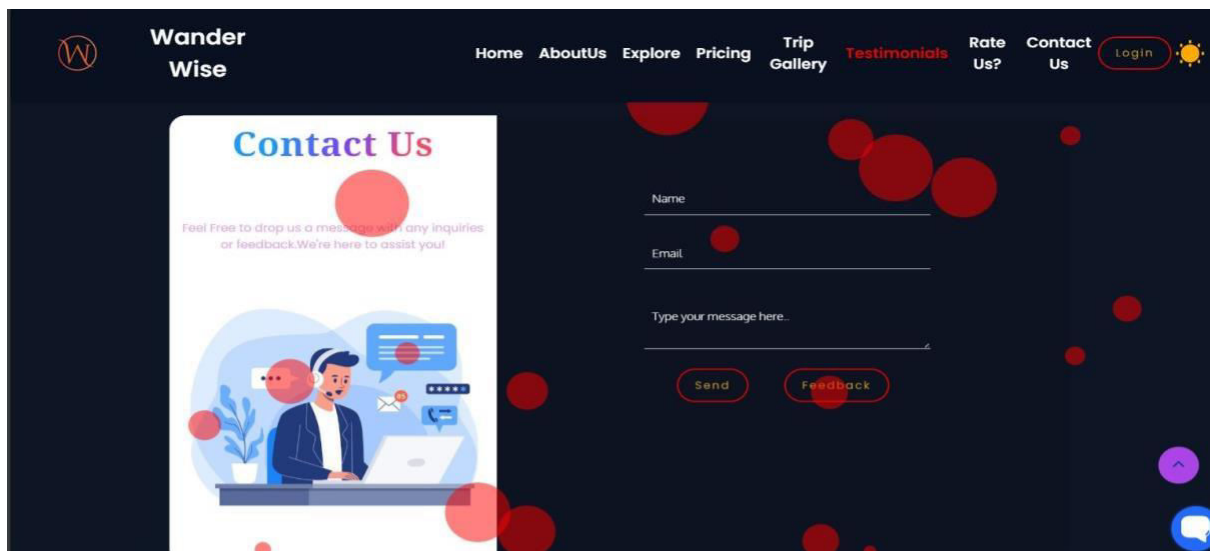 W
Wander
Wise
Home AboutUs Explore Pricing
Trip
Gallery
Testimonials
Rate
Us?
Contact
Us
Login
Contact Us
Feel Free to drop us a message with any inquiries
or feedback.We're here to assist you!
Name
Email
Type your message here..
Send
Feedback